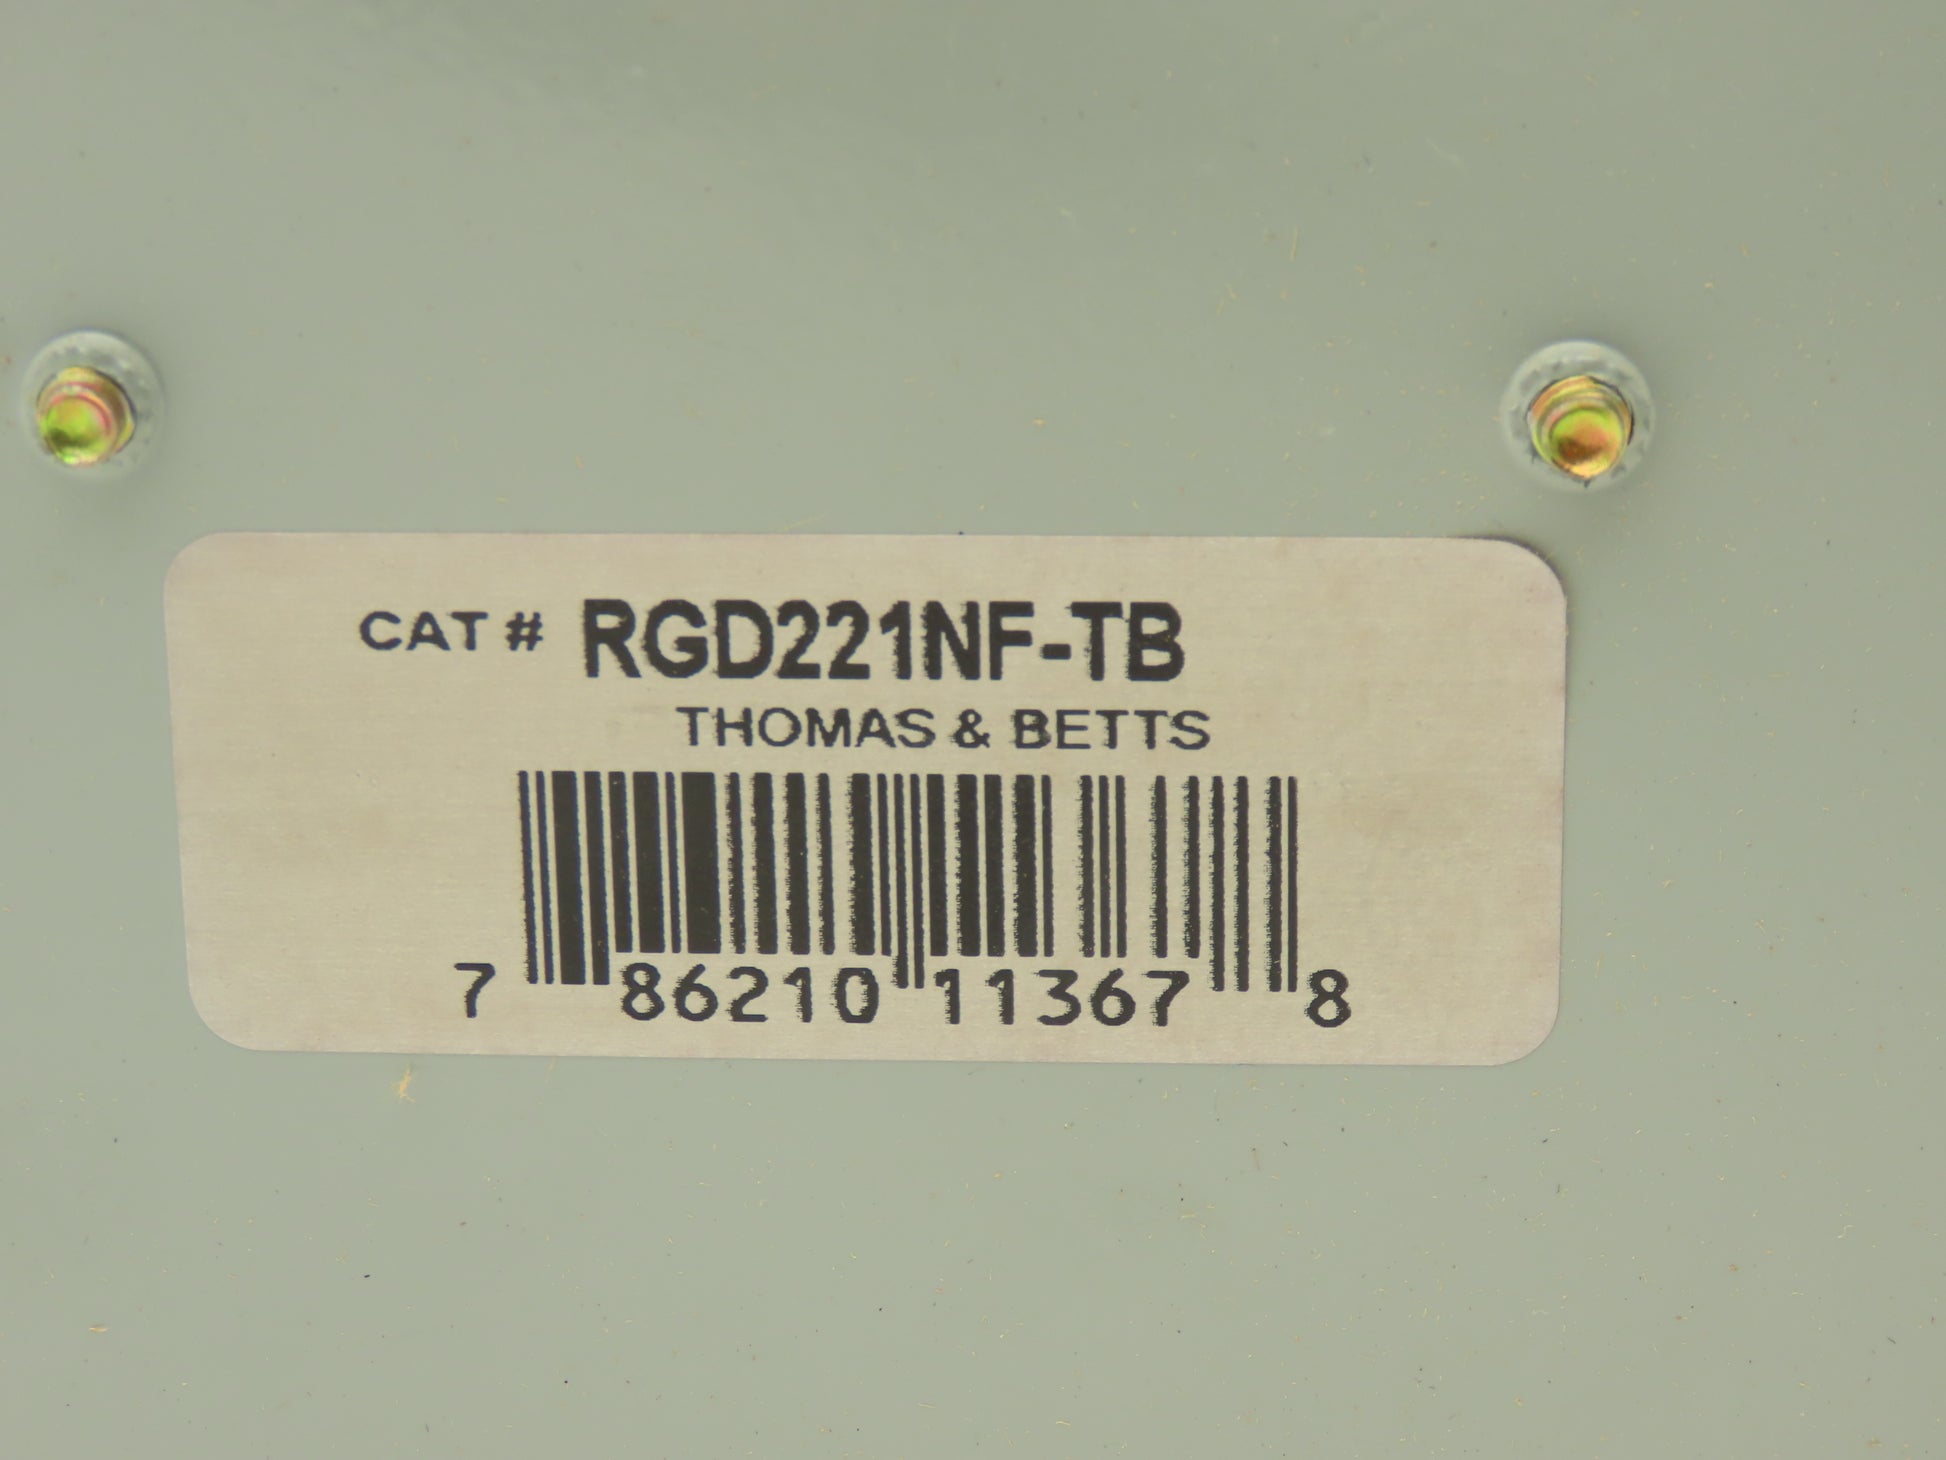 CAT # RGD221NF-TB
THOMAS & BETTS
7 86210 11367 8